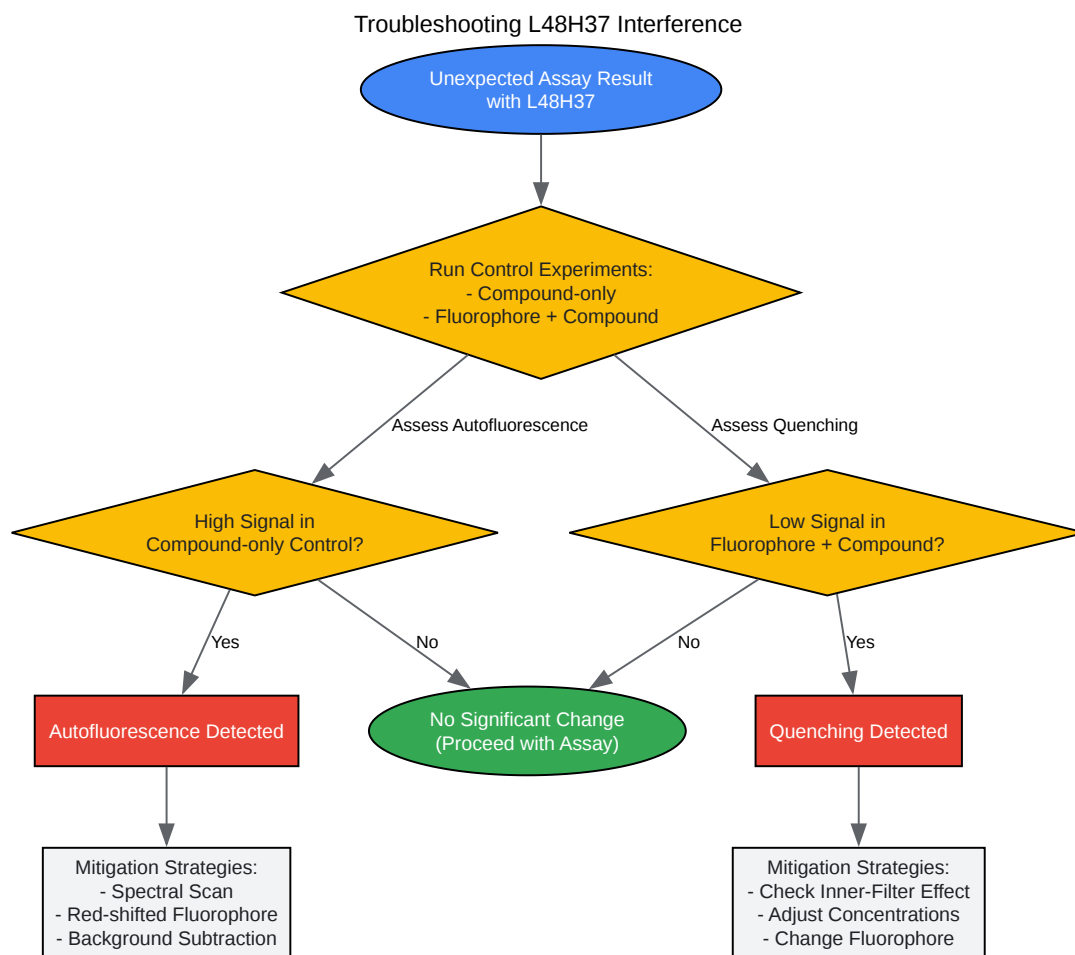 Troubleshooting L48H37 Interference
Unexpected Assay Result
with L48H37
Run Control Experiments:
- Compound-only
- Fluorophore + Compound
Assess Autofluorescence
Assess Quenching
High Signal in
Compound-only Control?
Low Signal in
Fluorophore + Compound?
Yes
No
No
Yes
Autofluorescence Detected
No Significant Change
(Proceed with Assay)
Quenching Detected
Mitigation Strategies:
- Spectral Scan
- Red-shifted Fluorophore
- Background Subtraction
Mitigation Strategies:
- Check Inner-Filter Effect
- Adjust Concentrations
- Change Fluorophore